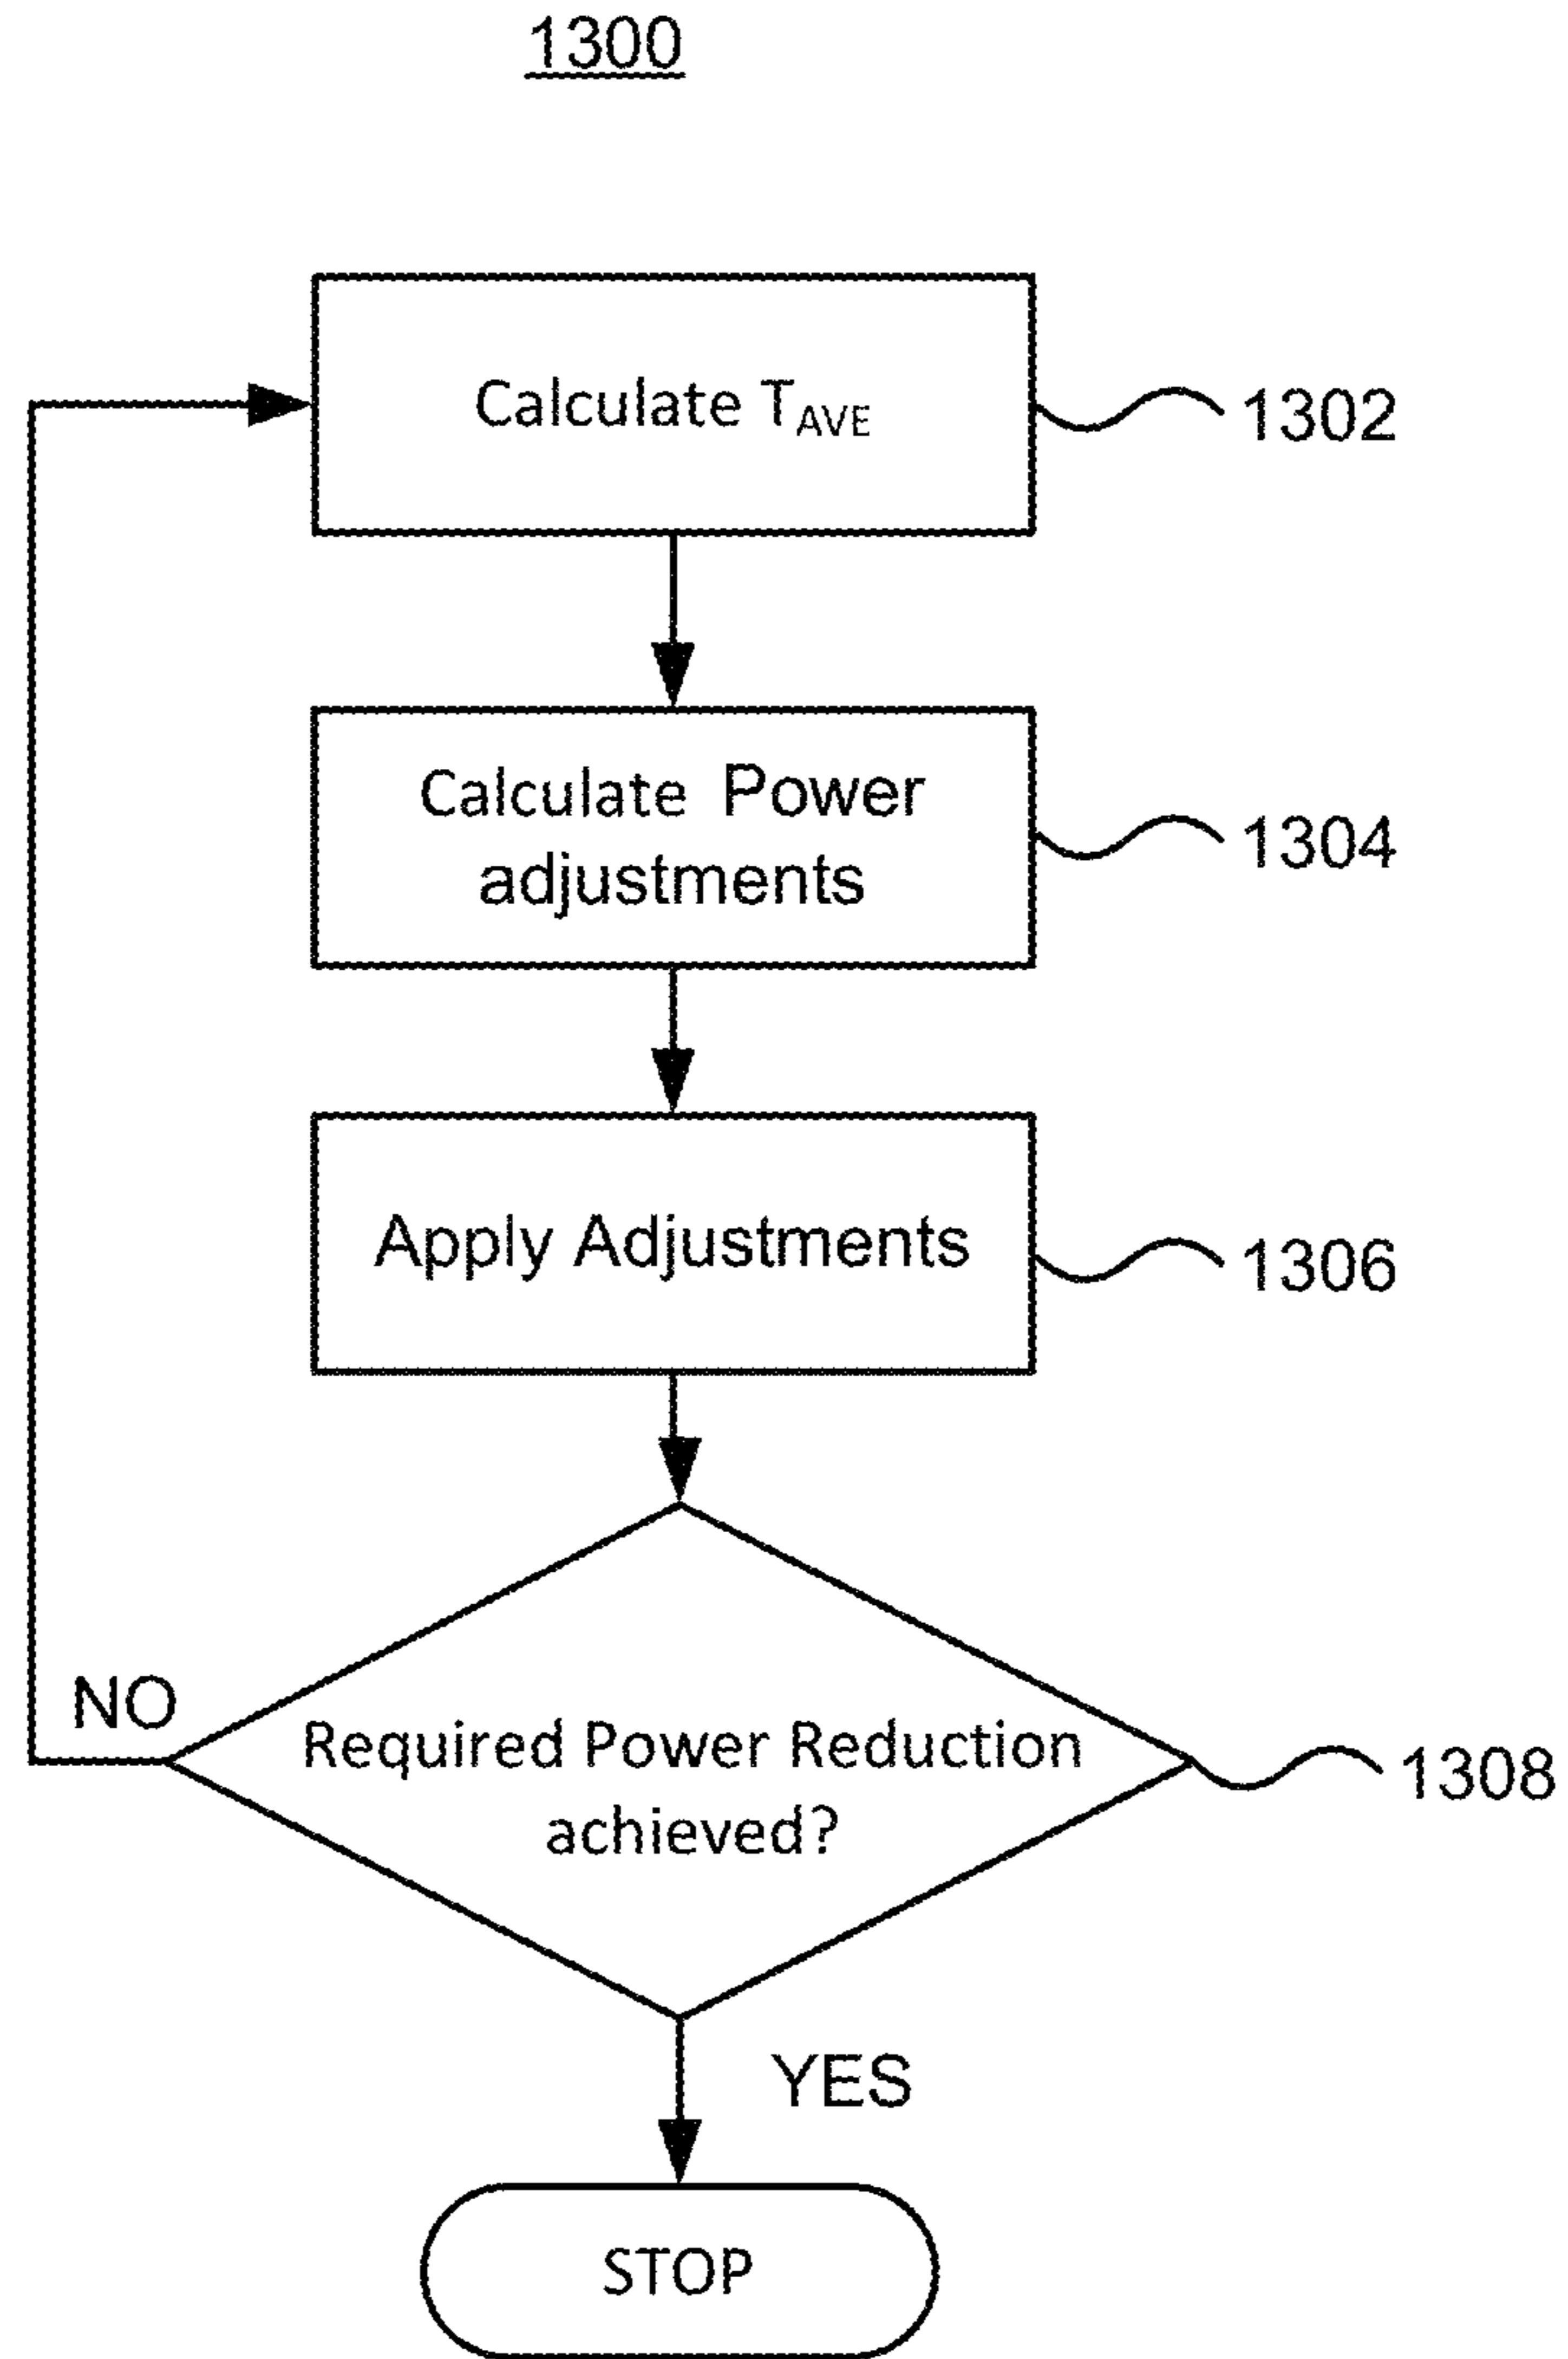 1300
Calculate TAVE
1302
Calculate Power
adjustments
1304
Apply Adjustments
1306
NO
Required Power Reduction
achieved?
1308
YES
STOP